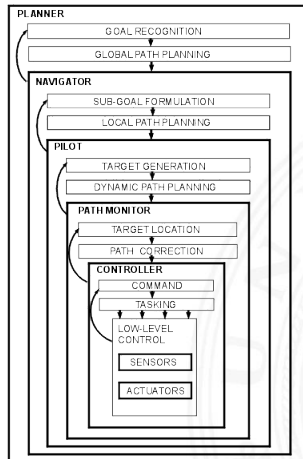 PLANNER
GOAL RECOGNITION
GLOBAL PATH PLANNING
NAVIGATOR
SUB-GOAL FORMULATION
LOCAL PATH PLANNING
PILOT
TARGET GENERATION
DYNAMIC PATH PLANNING
PATH MONITOR
TARGET LOCATION
PATH CORRECTION
CONTROLLER
COMMAND
TASKING
LOW-LEVEL
CONTROL
SENSORS
ACTUATORS